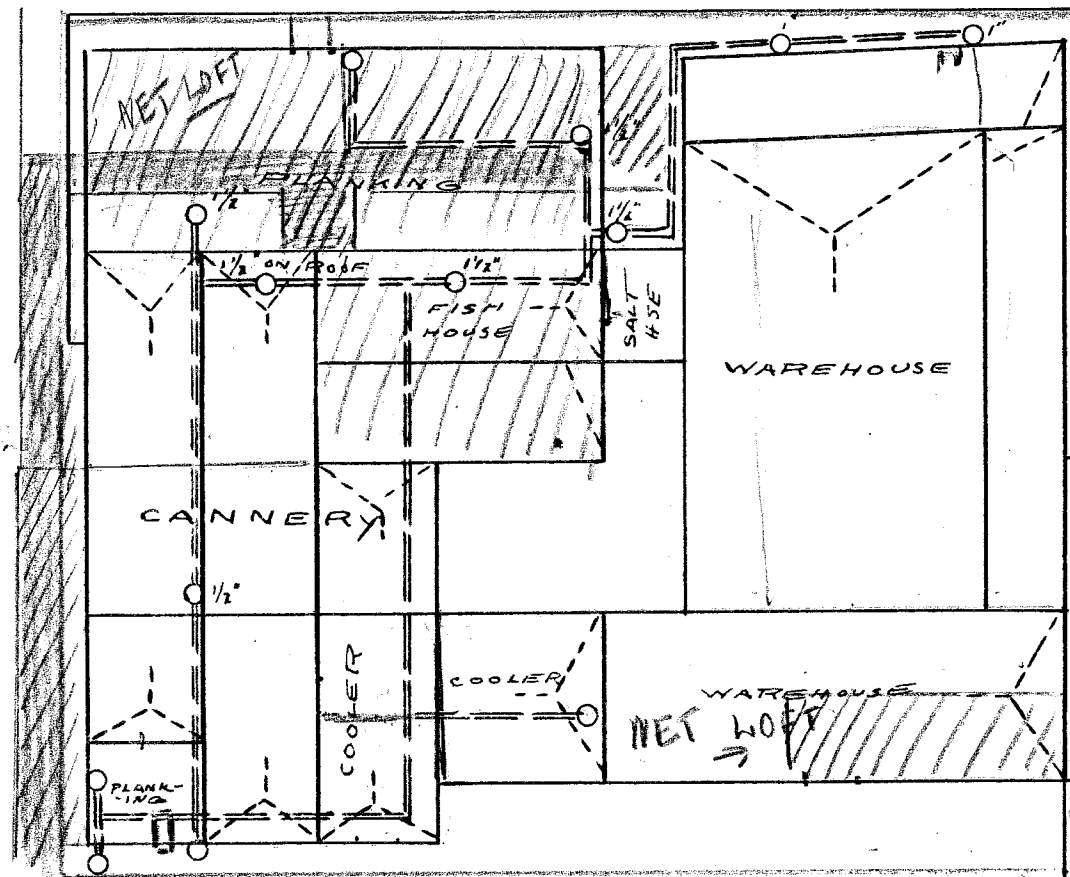 NET LOFT
PLANKING
1/2
1"
1 1/2"
1 1/2" ON ROOF
1 1/2"
FISH
HOUSE
SALT
HSE
WAREHOUSE
CANNERY
1/2"
COOLER
COOLER
WAREHOUSE
NET LOFT
PLANK-
-ING